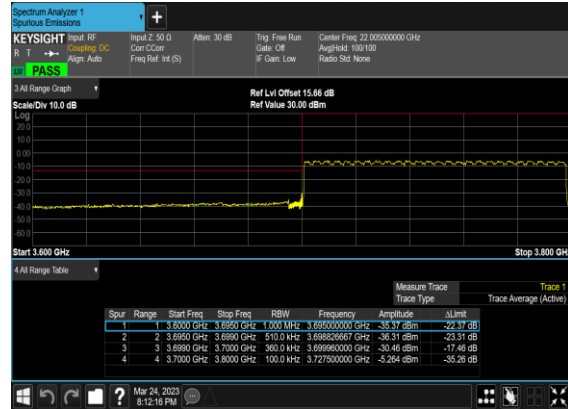 Spectrum Analyzer 1
Spurious Emissions
KEYSIGHT Input: RF Input Z: 50 Ω Atten: 30 dB Trig: Free Run Center Freq: 22.005000000 GHz
R T Coupling: DC Corr CCorr Gate: Off Avg|Hold: 100/100
Align: Auto Freq Ref: Int (S) IF Gain: Low Radio Std: None
PASS
3 All Range Graph
Ref Lvl Offset 15.66 dB
Scale/Div 10.0 dB Ref Value 30.00 dBm
Log
20.0
10.0
0.00
-10.0
-20.0
-30.0
-40.0
-50.0
-60.0
Start 3.600 GHz Stop 3.800 GH
4 All Range Table
Measure Trace Trace 1
Trace Type Trace Average (Active)
Spur Range Start Freq Stop Freq RBW Frequency Amplitude ΔLimit
1 1 3.6000 GHz 3.6950 GHz 1.000 MHz 3.695000000 GHz -35.37 dBm -22.37 dB
2 2 3.6950 GHz 3.6990 GHz 510.0 kHz 3.698826667 GHz -36.31 dBm -23.31 dB
3 3 3.6990 GHz 3.7000 GHz 360.0 kHz 3.699960000 GHz -30.46 dBm -17.46 dB
4 4 3.7000 GHz 3.8000 GHz 100.0 kHz 3.727500000 GHz -5.264 dBm -35.26 dB
Mar 24, 2023
8:12:16 PM